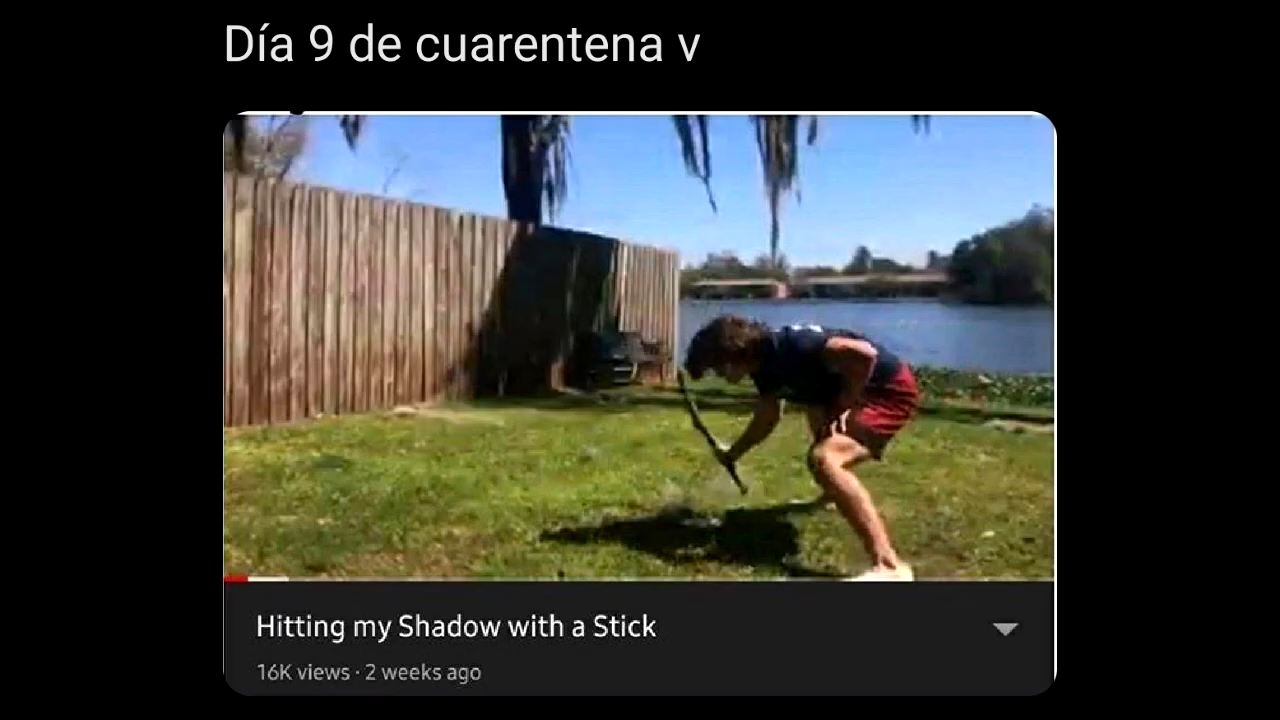 Día 9 de cuarentena v
Hitting my Shadow with a Stick
16K views · 2 weeks ago